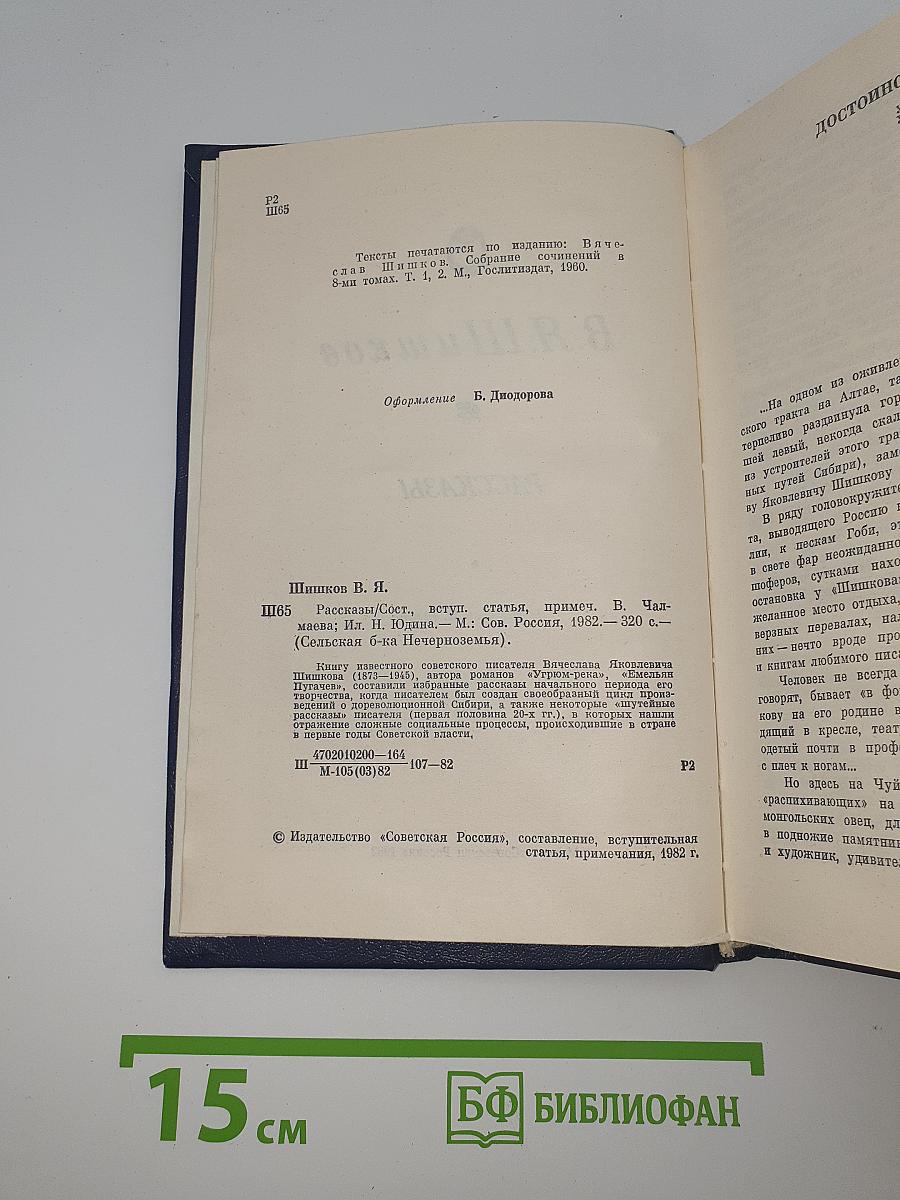 Р2
Ш65
Тексты печатаются по изданию: Вяче-
слав Шишков. Собрание сочинений в
8-ми томах. Т. 1, 2. М., Гослитиздат, 1960.
Оформление Б. Диодорова
Шишков В. Я.
Ш65 Рассказы/Сост., вступ. статья, примеч. В. Чал-
маева; Ил. Н. Юдина.— М.: Сов. Россия, 1982.— 320 с.—
(Сельская б-ка Нечерноземья).
Книгу известного советского писателя Вячеслава Яковлевича
Шишкова (1873—1945), автора романов «Угрюм-река», «Емельян
Пугачев», составили избранные рассказы начального периода его
творчества, когда писателем был создан своеобразный цикл произ-
ведений о дореволюционной Сибири, а также некоторые «шутейные
рассказы» писателя (первая половина 20-х гг.), в которых нашли
отражение сложные социальные процессы, происходившие в стране
в первые годы Советской власти.
Ш 4702010200—164 107—82 Р2
М-105(03)82
© Издательство «Советская Россия», составление, вступительная
статья, примечания, 1982 г.
...На одном из оживле
ского тракта на Алтае, та
терпеливо раздвинула гор
шей левый, некогда скал
из устроителей этого тра
ных путей Сибири), заме
ву Яковлевичу Шишкову
В ряду головокружите
та, выводящего Россию
лии, к пескам Гоби, эт
в свете фар неожиданно
шоферов, сутками нахо
остановка у «Шишкова
желанное место отдыха,
верзных перевалах, нал
них — нечто вроде про
и книгам любимого писа
Человек не всегда
говорят, бывает «в фо
кову на его родине в
дящий в кресле, теат
одетый почти в профе
с плеч к ногам...
Но здесь на Чуй
«распихивающих» на
монгольских овец, дл
в подножие памятник
и художник, удивител
15 см
БФ БИБЛИОФАН